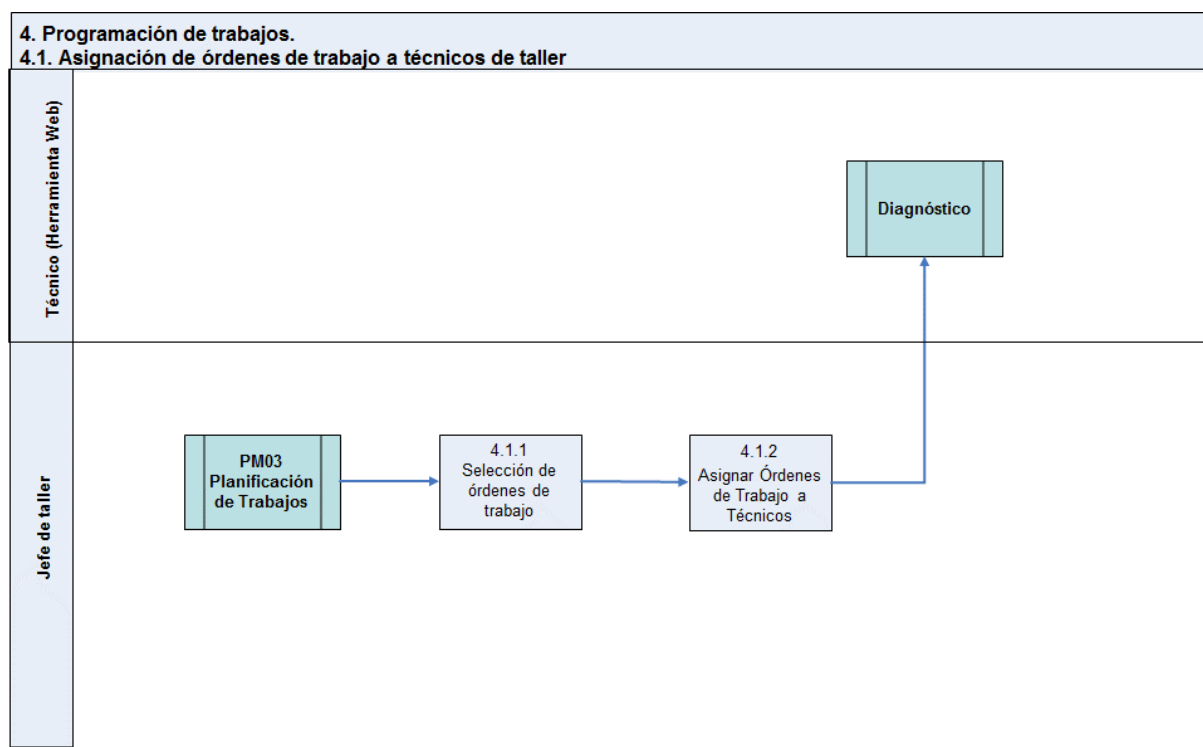 4. Programación de trabajos.
4.1. Asignación de órdenes de trabajo a técnicos de taller
Técnico (Herramienta Web)
Diagnóstico
Jefe de taller
PM03
Planificación
de Trabajos
4.1.1
Selección de
órdenes de
trabajo
4.1.2
Asignar Órdenes
de Trabajo a
Técnicos